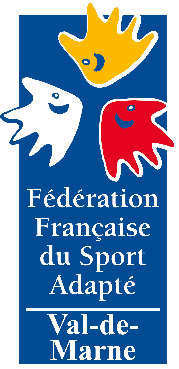 Fédération
Française
du Sport
Adapté
Val-de-
Marne